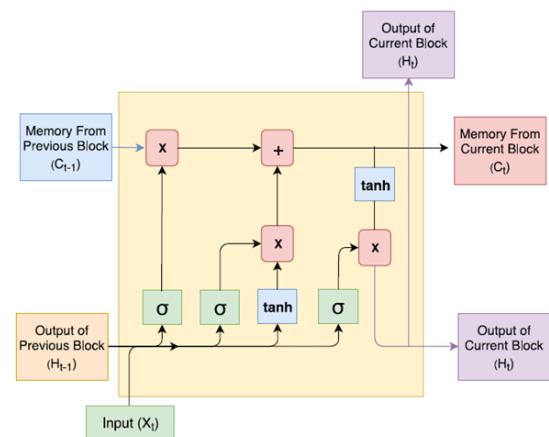 Output of
Current Block
(Hₜ)
Memory From
Previous Block
(Cₜ₋₁)
x
+
Memory From
Current Block
(Cₜ)
tanh
x
x
σ
σ
tanh
σ
Output of
Previous Block
(Hₜ₋₁)
Output of
Current Block
(Hₜ)
Input (Xₜ)